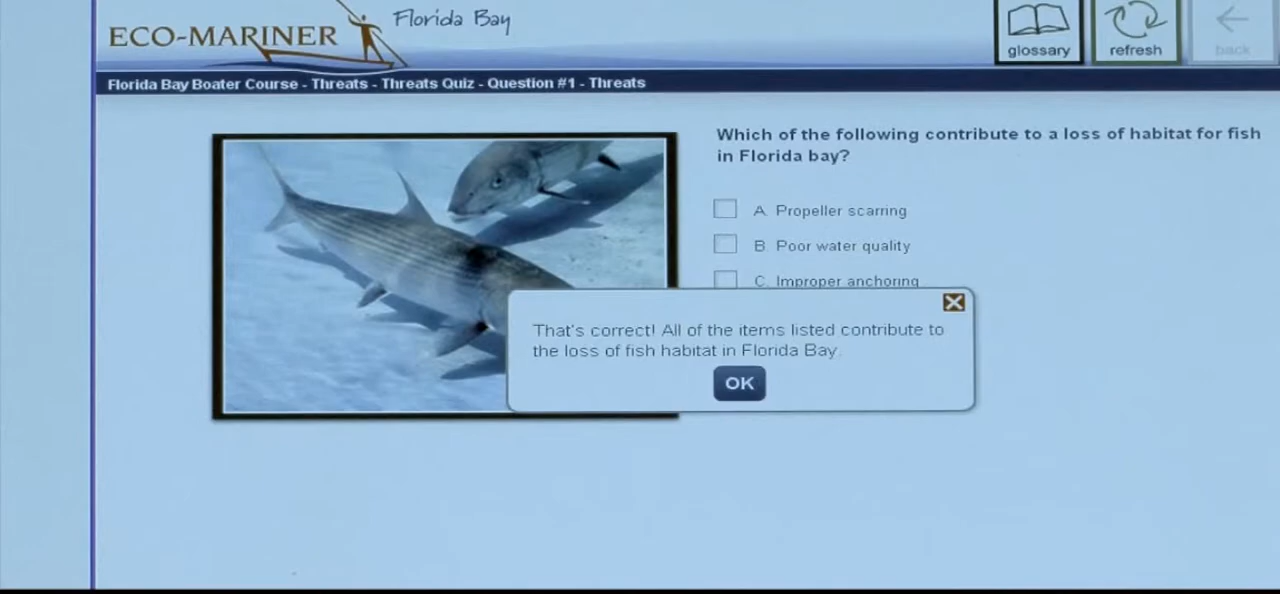 ECO-MARINER
Florida Bay
glossary
refresh
back
Florida Bay Boater Course - Threats - Threats Quiz - Question #1 - Threats
Which of the following contribute to a loss of habitat for fish
in Florida bay?
A. Propeller scarring
B. Poor water quality
C. Improper anchoring
That's correct! All of the items listed contribute to
the loss of fish habitat in Florida Bay.
OK